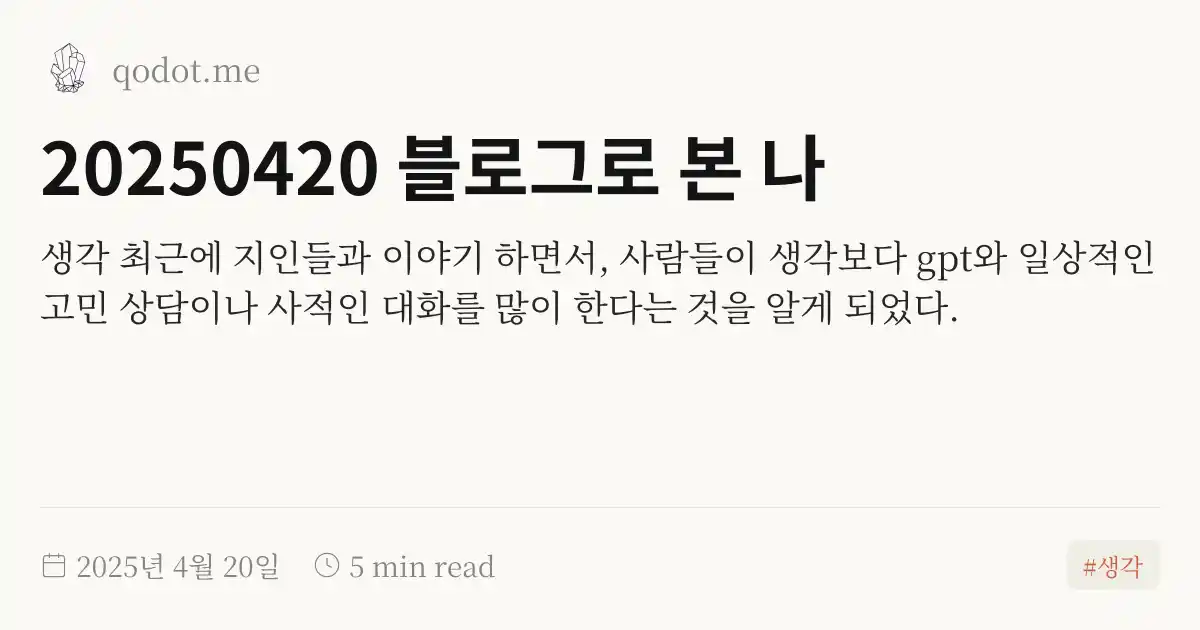 qodot.me
20250420 블로그로 본 나
생각 최근에 지인들과 이야기 하면서, 사람들이 생각보다 gpt와 일상적인
고민 상담이나 사적인 대화를 많이 한다는 것을 알게 되었다.
2025년 4월 20일 5 min read #생각